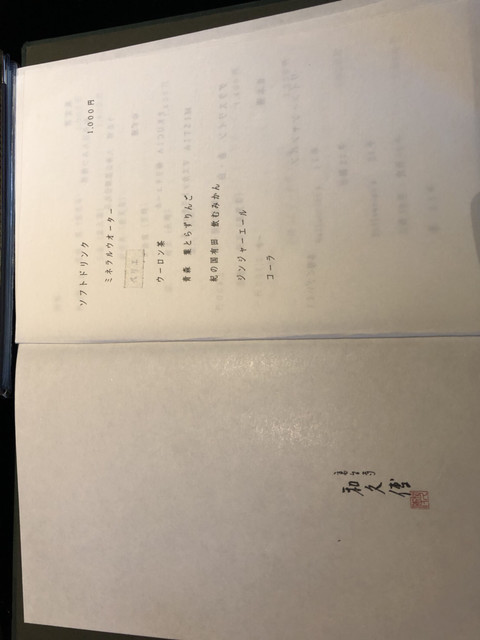 ソフトドリンク 1,000円
ミネラルウオーター
ペリエ
ウーロン茶
青森 葉とらずりんご
紀の国有田 飲むみかん
ジンジャーエール
コーラ
和久傳